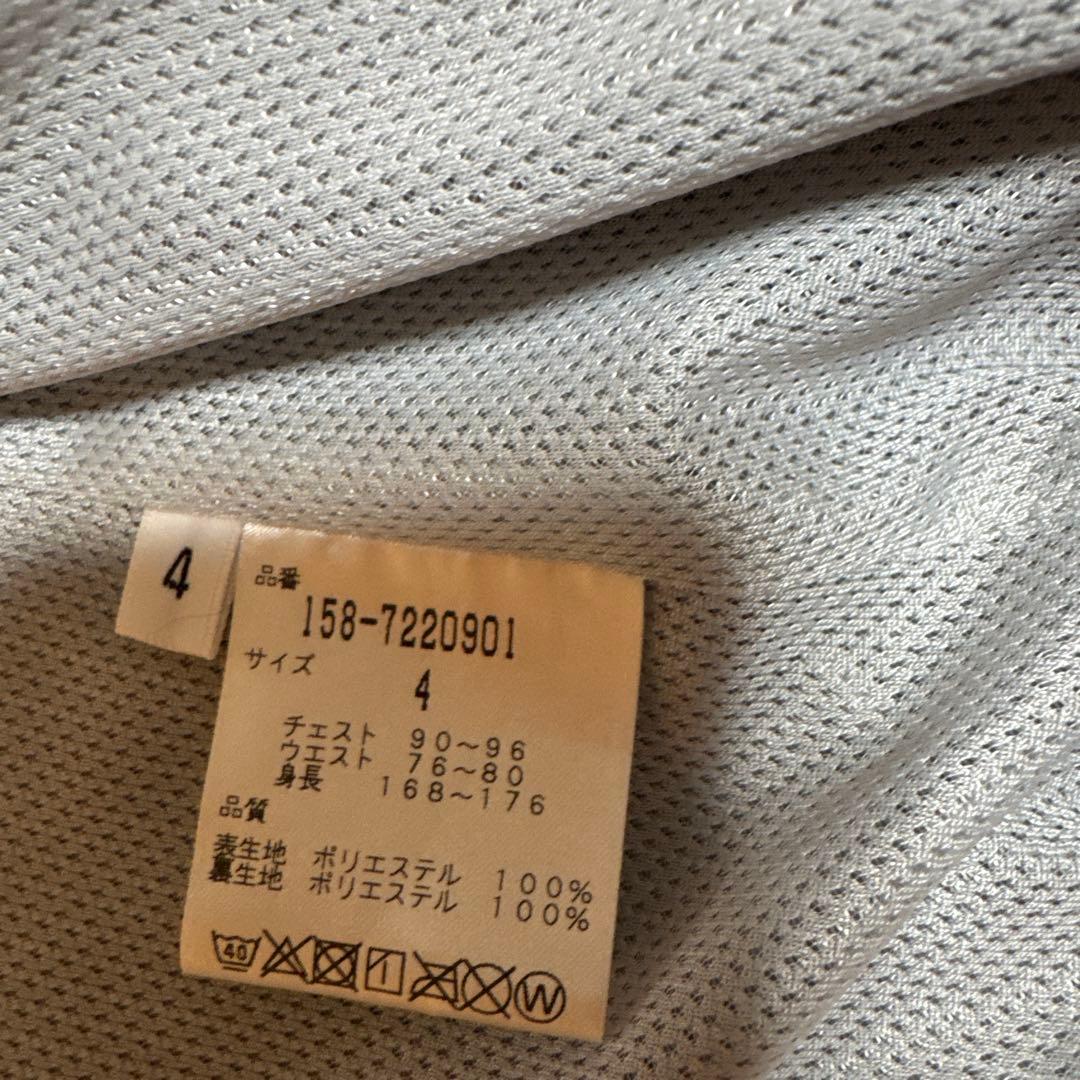 4
品番
158-7220901
サイズ
4
チェスト 90～96
ウエスト 76～80
身長 168～176
品質
表生地 ポリエステル 100%
裏生地 ポリエステル 100%
40
W